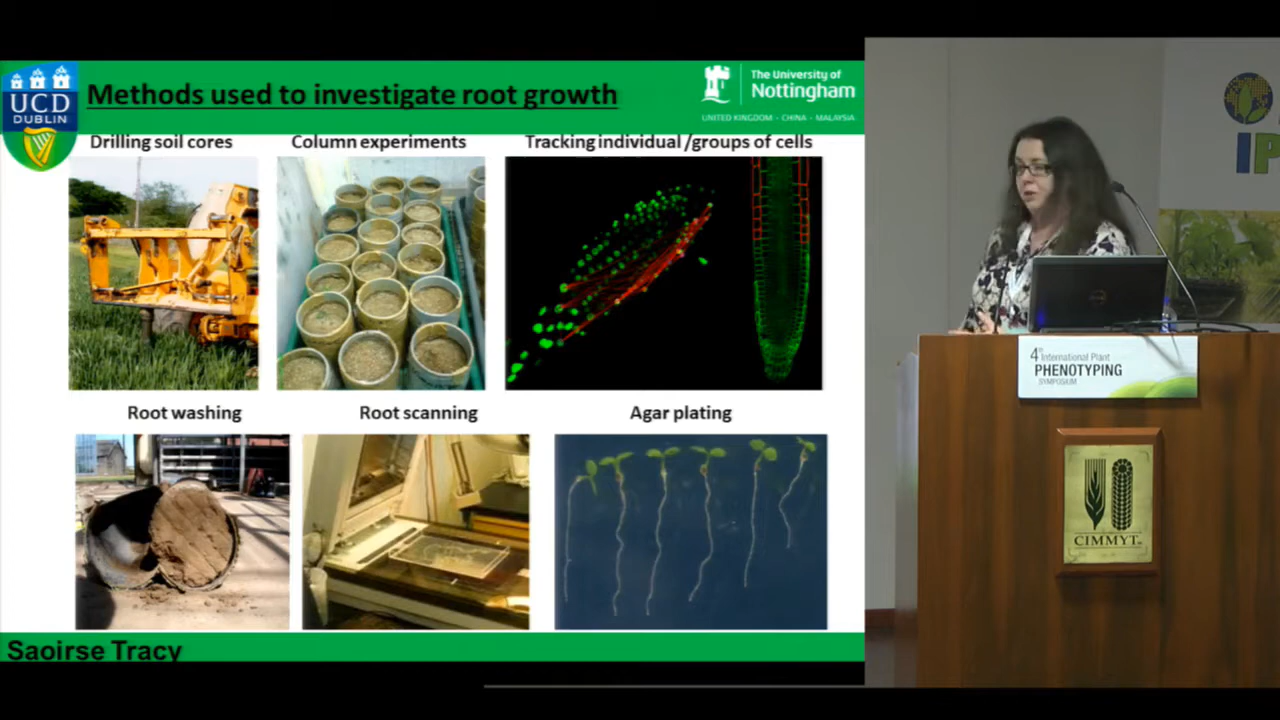 UCD
DUBLIN
Methods used to investigate root growth
The University of
Nottingham
UNITED KINGDOM - CHINA - MALAYSIA
Drilling soil cores
Column experiments
Tracking individual /groups of cells
Root washing
Root scanning
Agar plating
Saoirse Tracy
IP
4th International Plant
PHENOTYPING
SYMPOSIUM
CIMMYT